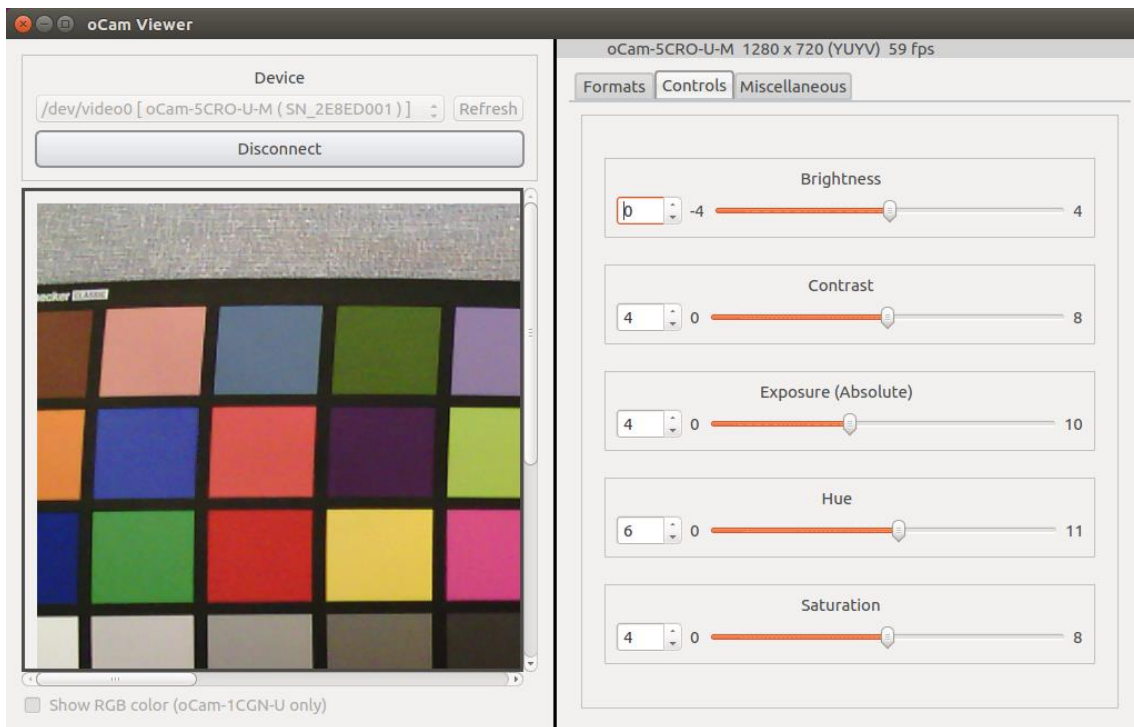 oCam Viewer
Device
/dev/video0 [ oCam-5CRO-U-M ( SN_2E8ED001 ) ]
Refresh
Disconnect
ecker CLASSIC
Show RGB color (oCam-1CGN-U only)
oCam-5CRO-U-M 1280 x 720 (YUYV) 59 fps
Formats Controls Miscellaneous
Brightness
0 -4 4
Contrast
4 0 8
Exposure (Absolute)
4 0 10
Hue
6 0 11
Saturation
4 0 8